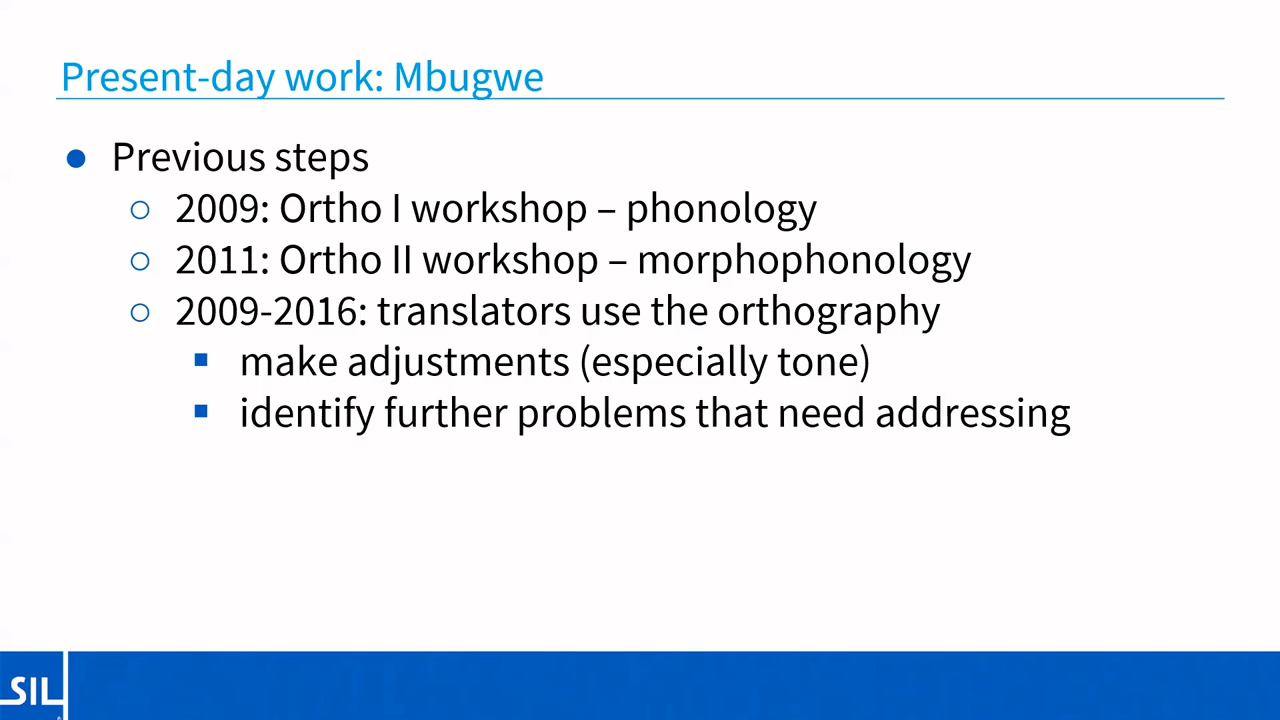 Present-day work: Mbugwe
● Previous steps
○ 2009: Ortho I workshop – phonology
○ 2011: Ortho II workshop – morphophonology
○ 2009-2016: translators use the orthography
▪ make adjustments (especially tone)
▪ identify further problems that need addressing
SIL